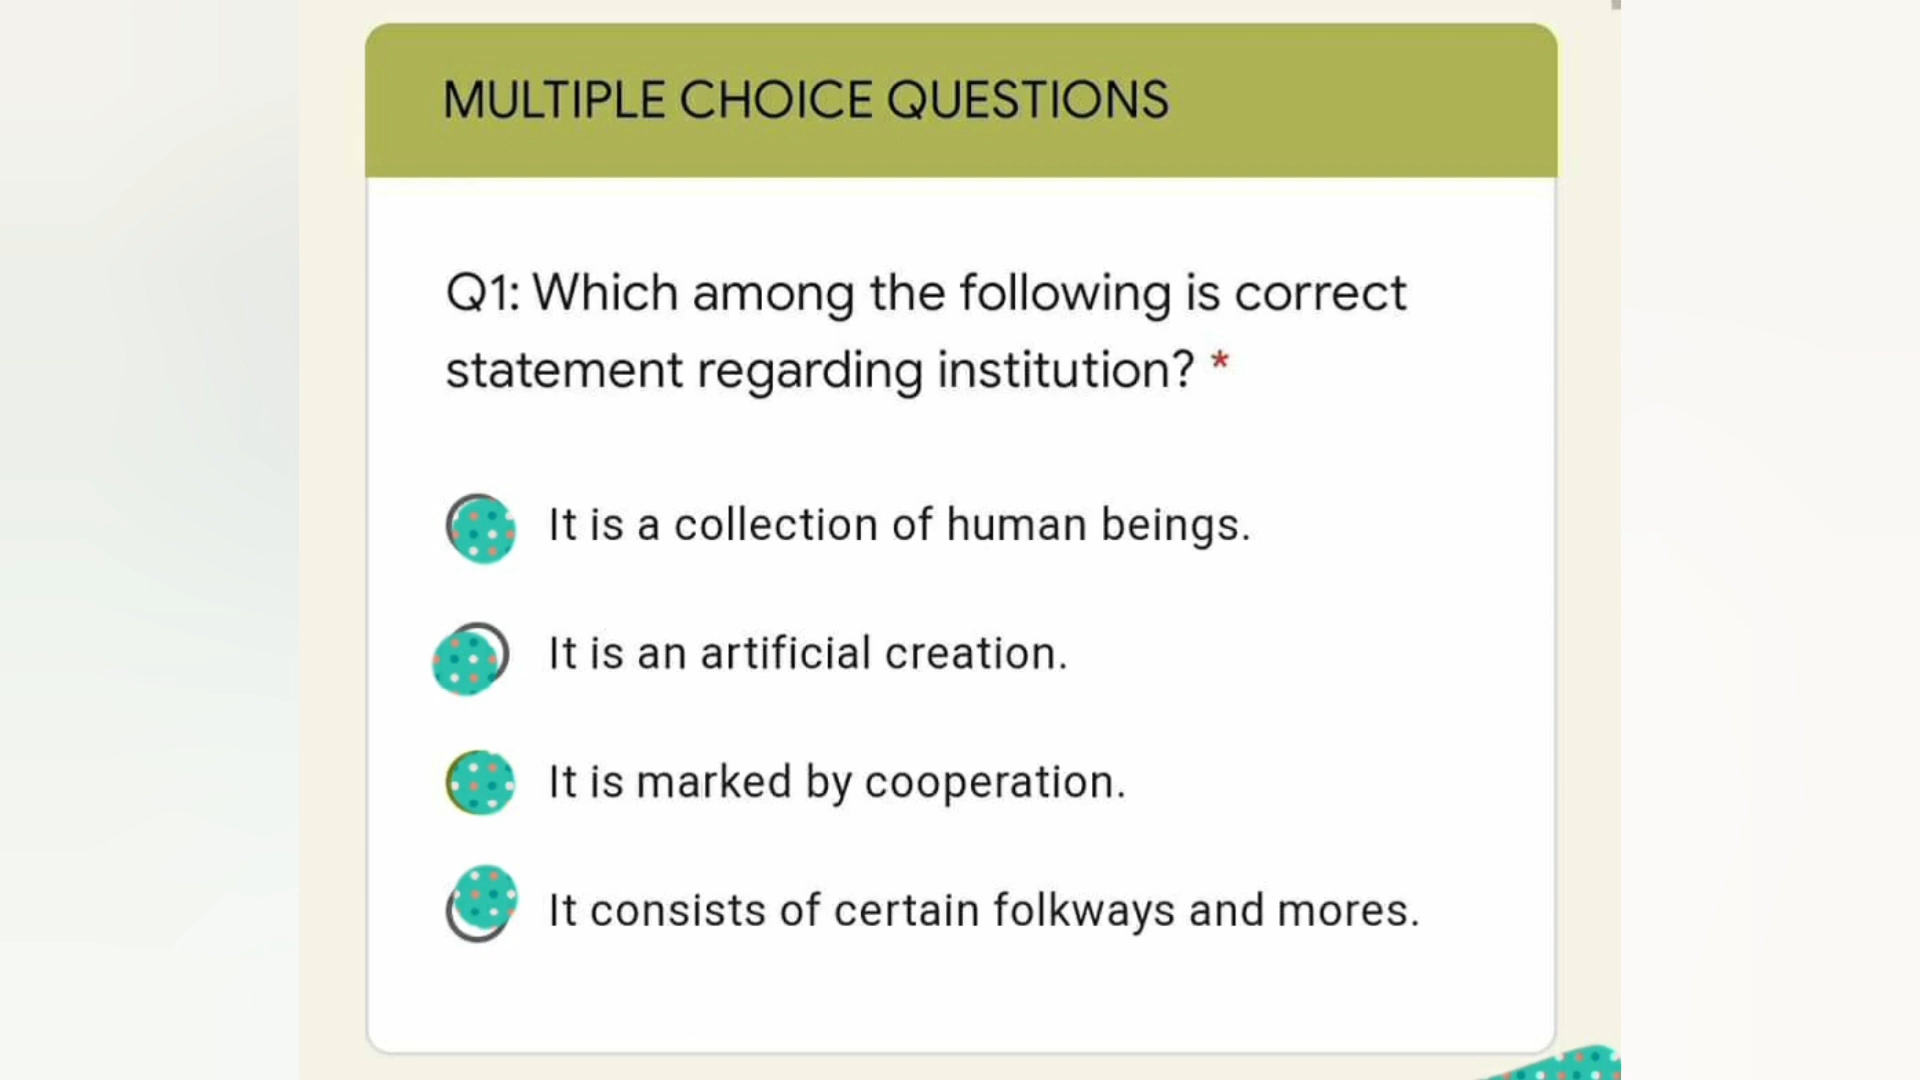 MULTIPLE CHOICE QUESTIONS
Q1: Which among the following is correct
statement regarding institution? *
It is a collection of human beings.
It is an artificial creation.
It is marked by cooperation.
It consists of certain folkways and mores.